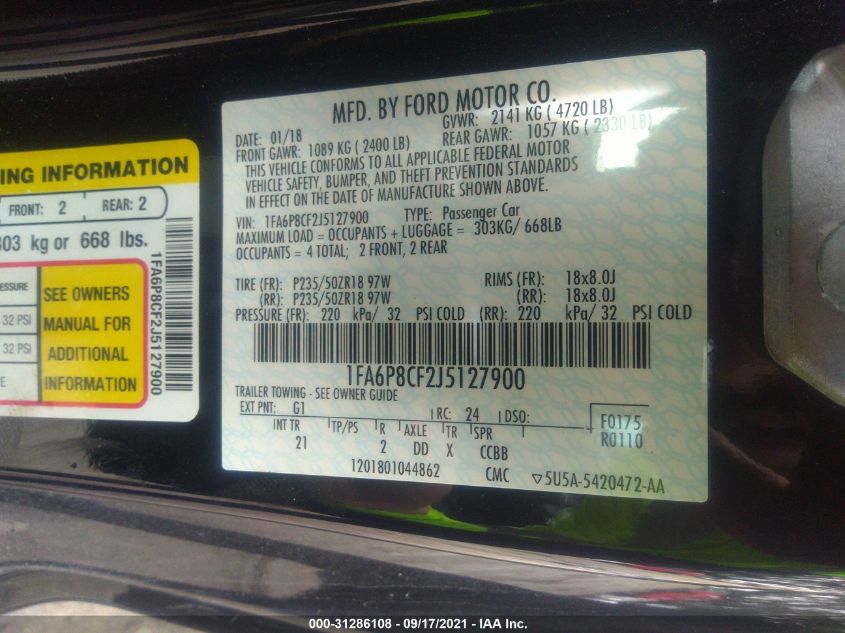 ING INFORMATION
FRONT: 2 REAR: 2
303 kg or 668 lbs.
RESSURE
32 PSI
32 PSI
E
SEE OWNERS
MANUAL FOR
ADDITIONAL
INFORMATION
1FA6P8CF2J5127900
MFD. BY FORD MOTOR CO.
DATE: 01/18 GVWR: 2141 KG ( 4720 LB)
FRONT GAWR: 1089 KG ( 2400 LB) REAR GAWR: 1057 KG ( 2330 LB)
THIS VEHICLE CONFORMS TO ALL APPLICABLE FEDERAL MOTOR
VEHICLE SAFETY, BUMPER, AND THEFT PREVENTION STANDARDS
IN EFFECT ON THE DATE OF MANUFACTURE SHOWN ABOVE.
VIN: 1FA6P8CF2J5127900 TYPE: Passenger Car
MAXIMUM LOAD = OCCUPANTS + LUGGAGE = 303KG/ 668LB
OCCUPANTS = 4 TOTAL; 2 FRONT, 2 REAR
TIRE (FR): P235/50ZR18 97W RIMS (FR): 18x8.0J
(RR): P235/50ZR18 97W (RR): 18x8.0J
PRESSURE (FR): 220 kPa/ 32 PSI COLD (RR): 220 kPa/ 32 PSI COLD
1FA6P8CF2J5127900
TRAILER TOWING - SEE OWNER GUIDE
EXT PNT: G1 RC: 24 DSO: F0175
R0110
INT TR TP/PS R AXLE TR SPR
21 2 DD X CCBB
1201801044862 CMC 5U5A-5420472-AA
000-31286108 - 09/17/2021 - IAA Inc.